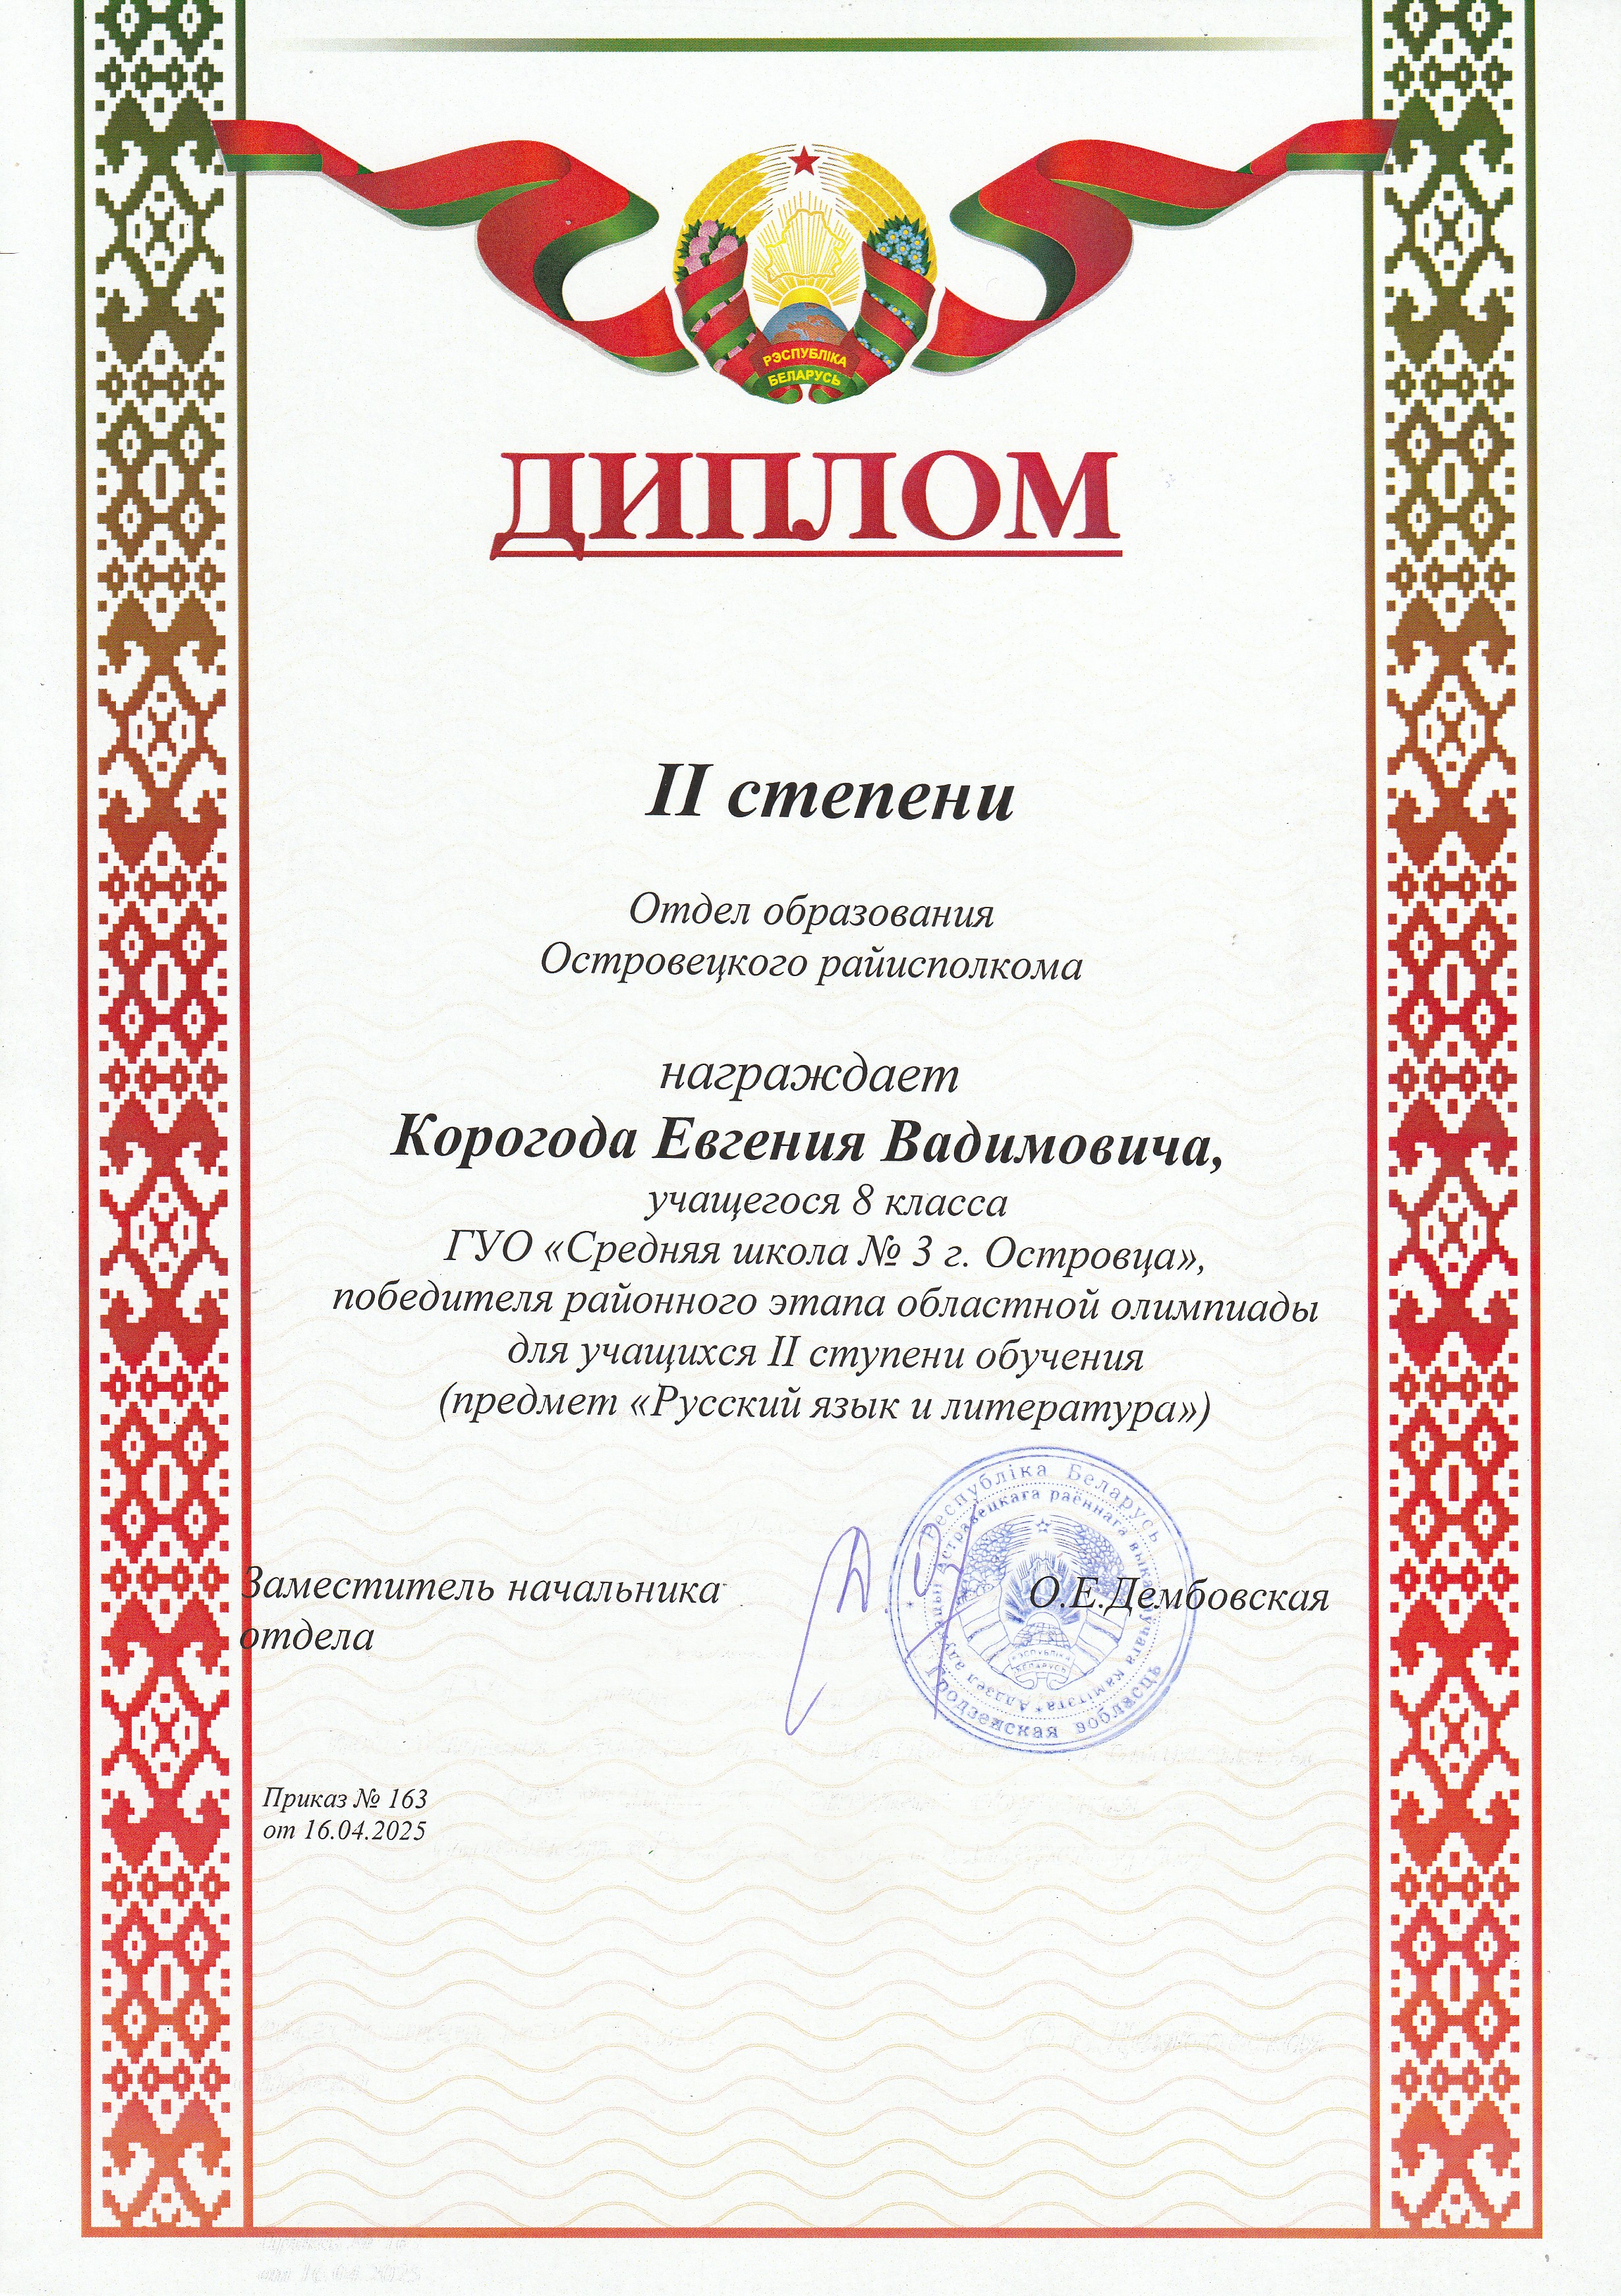 РЭСПУБЛІКА
БЕЛАРУСЬ
ДИПЛОМ
II степени
Отдел образования
Островецкого райисполкома
награждает
Корогода Евгения Вадимовича,
учащегося 8 класса
ГУО «Средняя школа № 3 г. Островца»,
победителя районного этапа областной олимпиады
для учащихся II ступени обучения
(предмет «Русский язык и литература»)
Рэспубліка Беларусь
Гродзенская вобласць
Астравецкага раённага выканаўчага камітэта * Аддзел адукацыі
РЭСПУБЛІКА
БЕЛАРУСЬ
Заместитель начальника
отдела
О.Е.Дембовская
Приказ № 163
от 16.04.2025